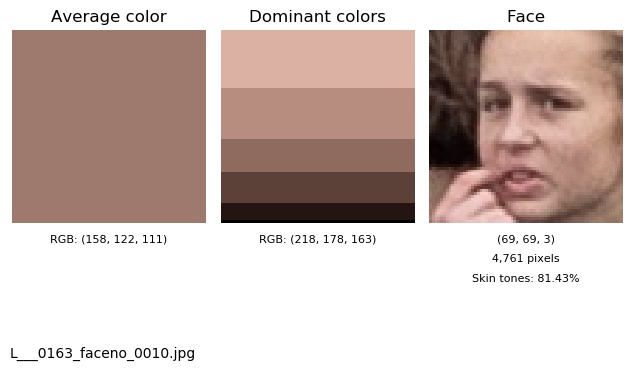 Average color
Dominant colors
Face
RGB: (158, 122, 111)
RGB: (218, 178, 163)
(69, 69, 3)
4,761 pixels
Skin tones: 81.43%
L___0163_faceno_0010.jpg